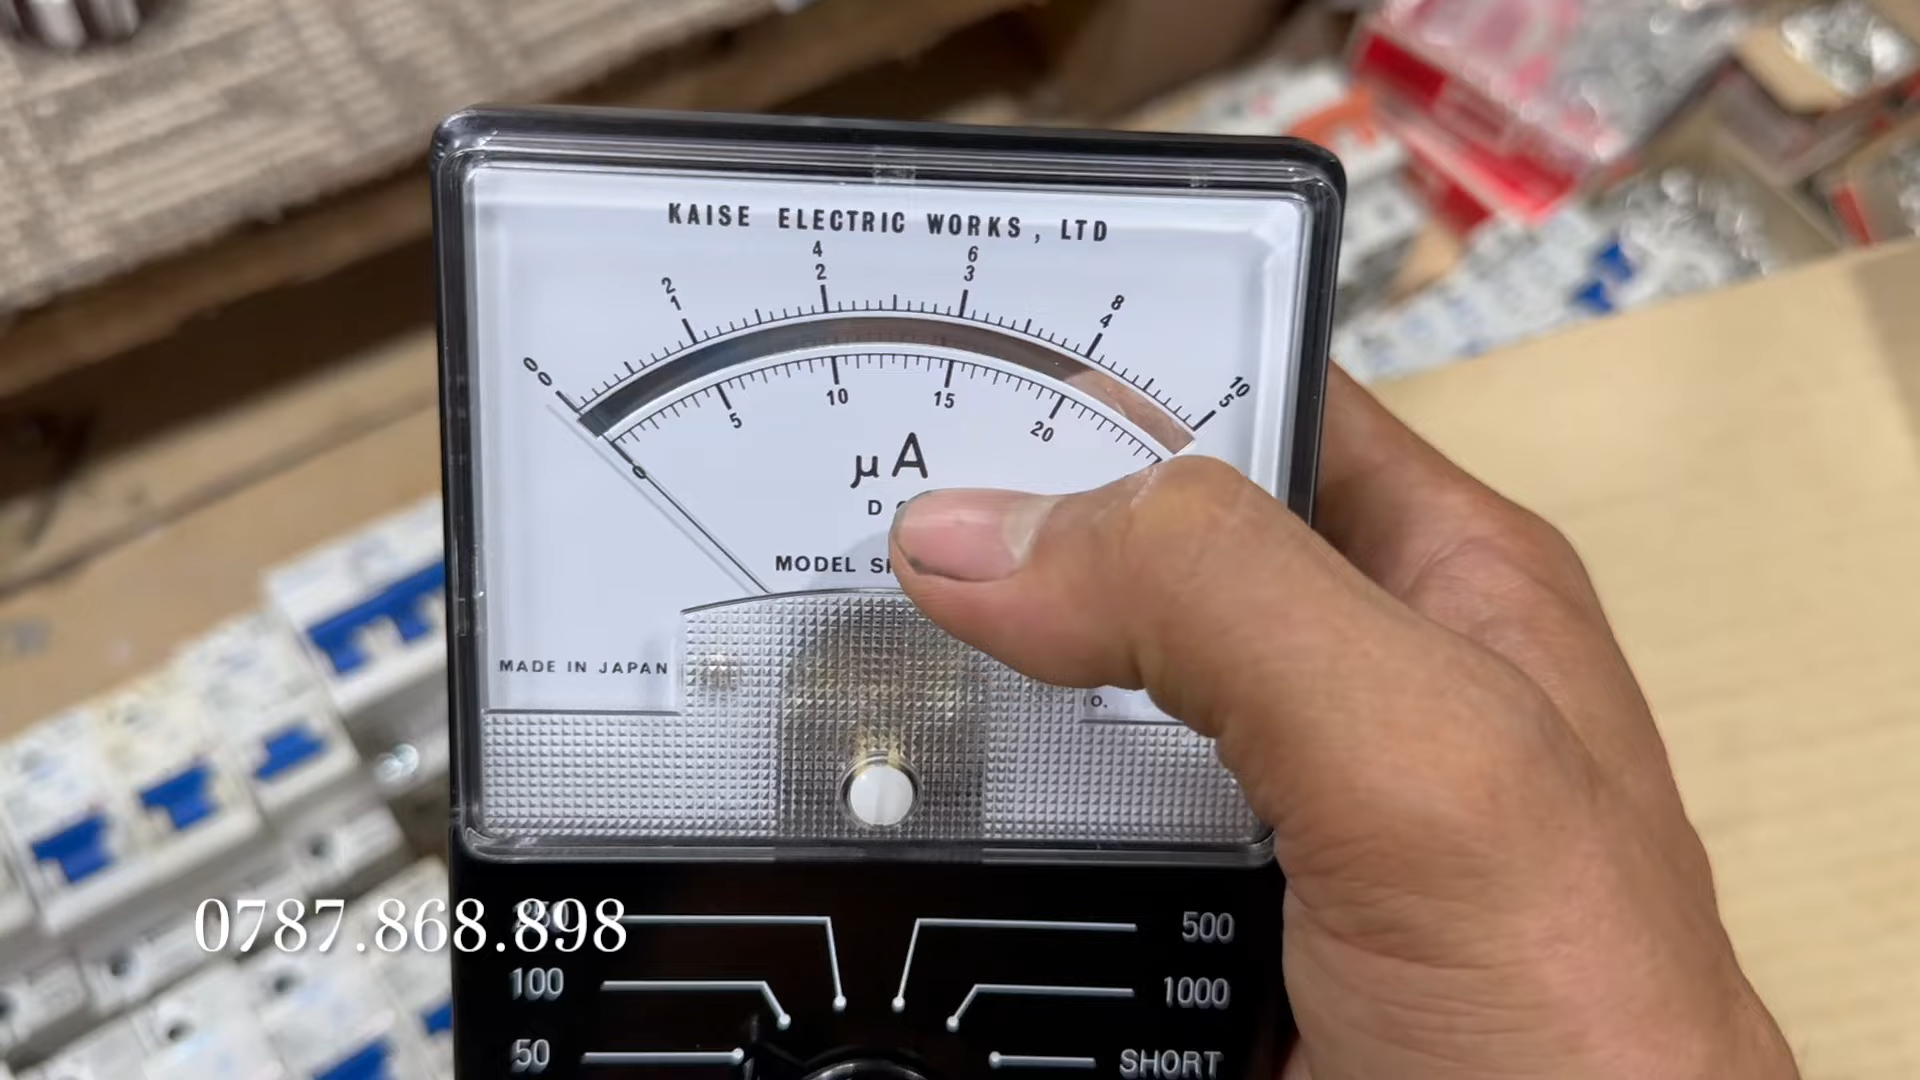 KAISE ELECTRIC WORKS, LTD
4 6
2 2 3 8
1 4
0 10
0 5
5 10 15 20
0
μA
D
MODEL
MADE IN JAPAN
O.
0787.868.898
500
100 1000
50 SHORT